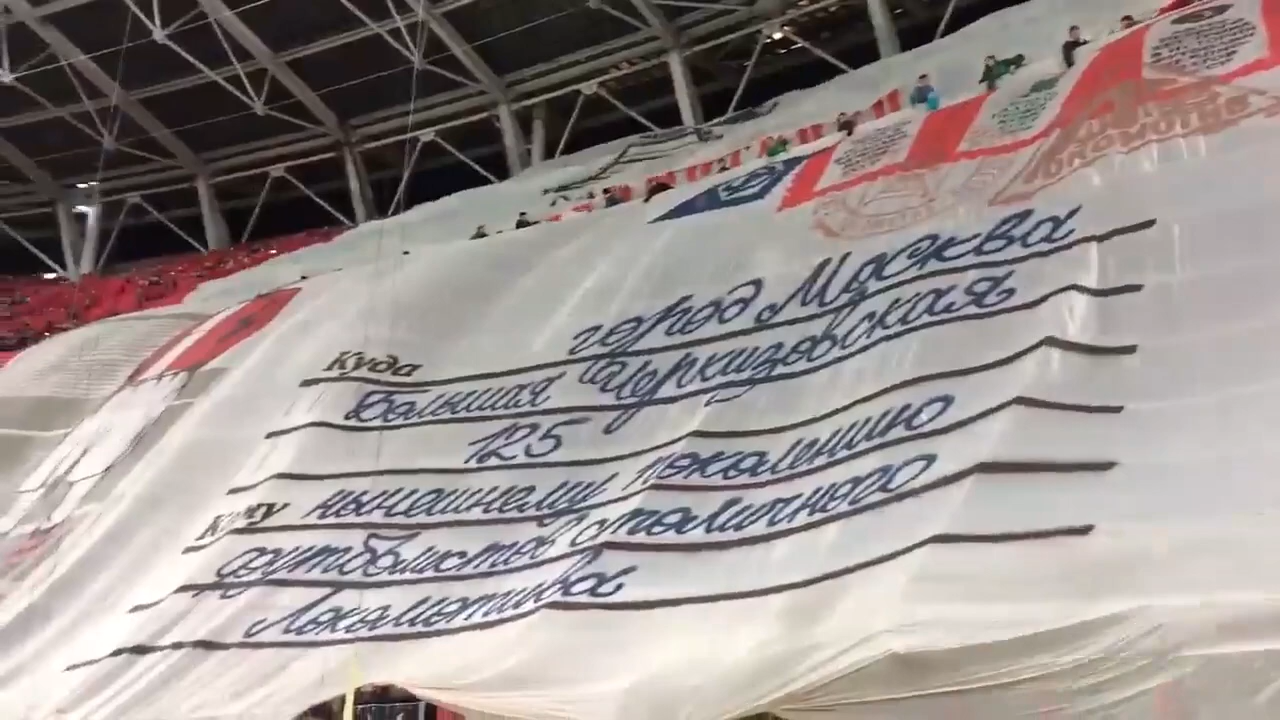 Куда город Москва
Большая Черкизовская
125
Кому нынешнему поколению
футболистов столичного
Локомотива